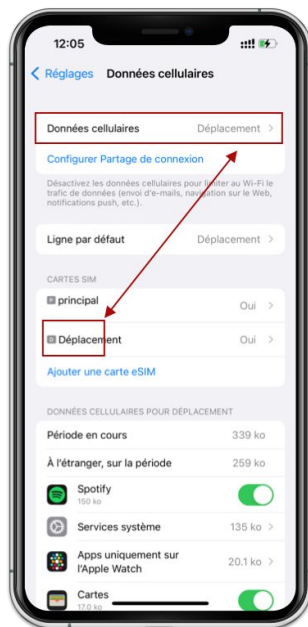 12:05
Réglages
Données cellulaires
Données cellulaires Déplacement
Configurer Partage de connexion
Désactivez les données cellulaires pour limiter au Wi-Fi le
trafic de données (envoi d'e-mails, navigation sur le Web,
notifications push, etc.).
Ligne par défaut Déplacement
CARTES SIM
P principal Oui
D Déplacement Oui
Ajouter une carte eSIM
DONNÉES CELLULAIRES POUR DÉPLACEMENT
Période en cours 339 ko
À l'étranger, sur la période 259 ko
Spotify
150 ko
Services système 135 ko
Apps uniquement sur
l'Apple Watch 20.1 ko
Cartes
17.0 ko